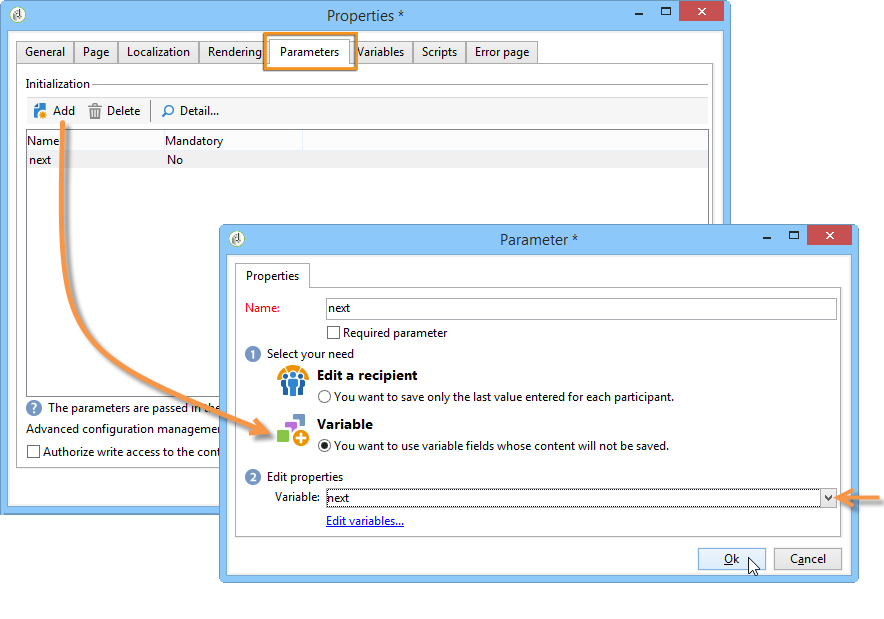 Properties *
General Page Localization Rendering Parameters Variables Scripts Error page
Initialization
Add Delete Detail...
Name Mandatory
next No
Parameter *
Properties
Name: next
Required parameter
1 Select your need
Edit a recipient
You want to save only the last value entered for each participant.
Variable
You want to use variable fields whose content will not be saved.
2 Edit properties
Variable: next
Edit variables...
Ok Cancel
? The parameters are passed in the
Advanced configuration
Authorize write access to the